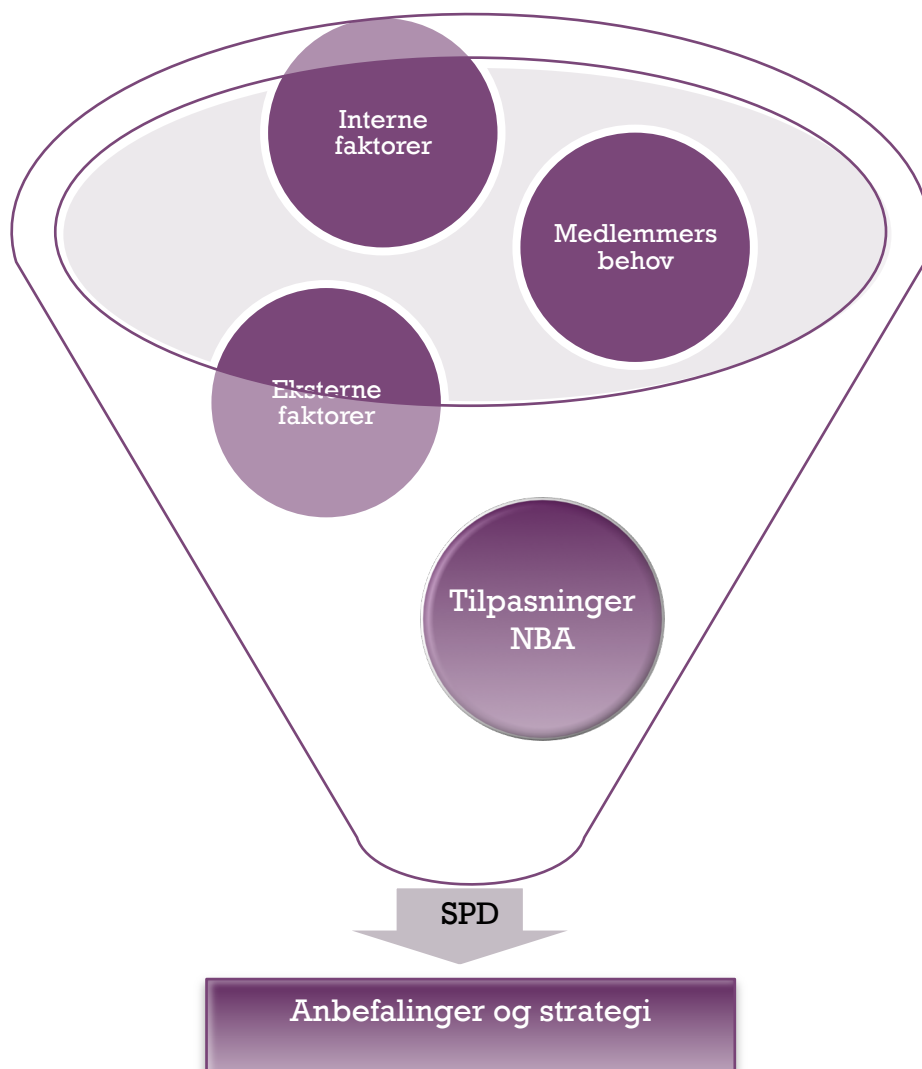 Interne
faktorer
Medlemmers
behov
Eksterne
faktorer
Tilpasninger
NBA
SPD
Anbefalinger og strategi